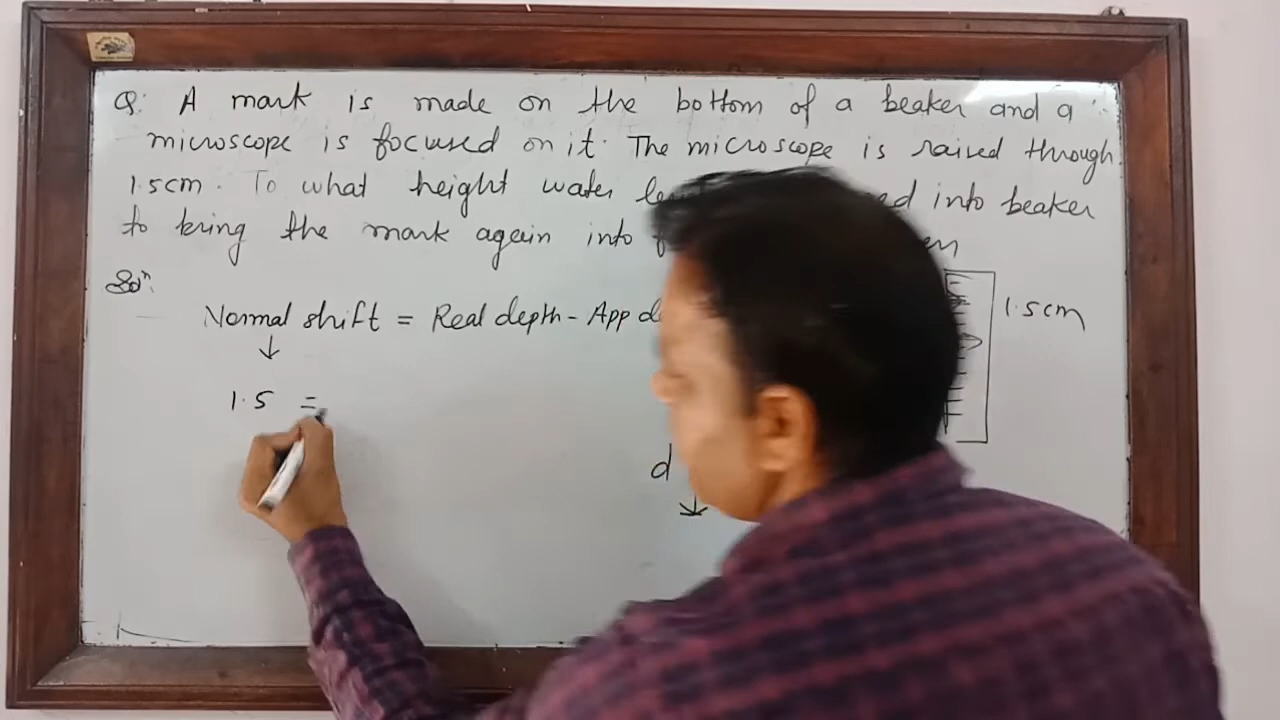 Q: A mark is made on the bottom of a beaker and a
microscope is focused on it. The microscope is raised through
1.5cm. To what height water into beaker
to bring the mark again into
Solⁿ:
Normal shift = Real depth - App d
↓
1.5 =
1.5cm
d
↓